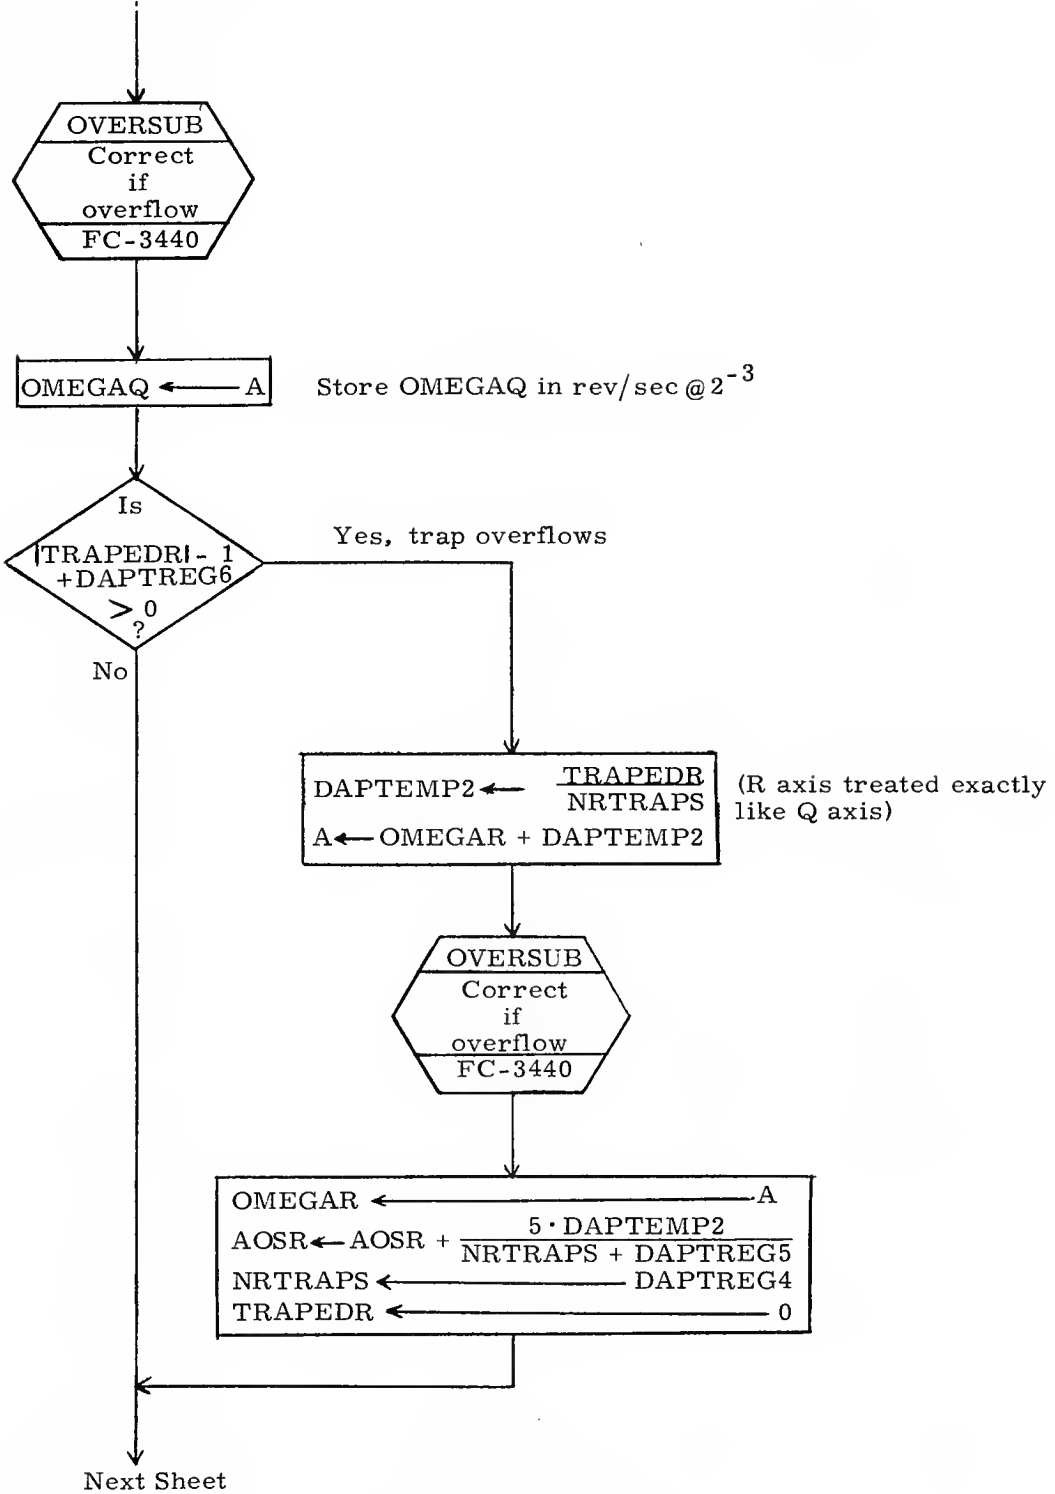 OVERSUB
Correct
if
overflow
FC-3440
OMEGAQ ← A
Store OMEGAQ in rev/sec @ 2⁻³
Is
|TRAPEDR| - 1
+DAPTREG6
> 0
?
Yes, trap overflows
No
DAPTEMP2 ← TRAPEDR
NRTRAPS
A ← OMEGAR + DAPTEMP2
(R axis treated exactly
like Q axis)
OVERSUB
Correct
if
overflow
FC-3440
OMEGAR ← A
5 · DAPTEMP2
AOSR ← AOSR +
NRTRAPS + DAPTREG5
NRTRAPS ← DAPTREG4
TRAPEDR ← 0
Next Sheet